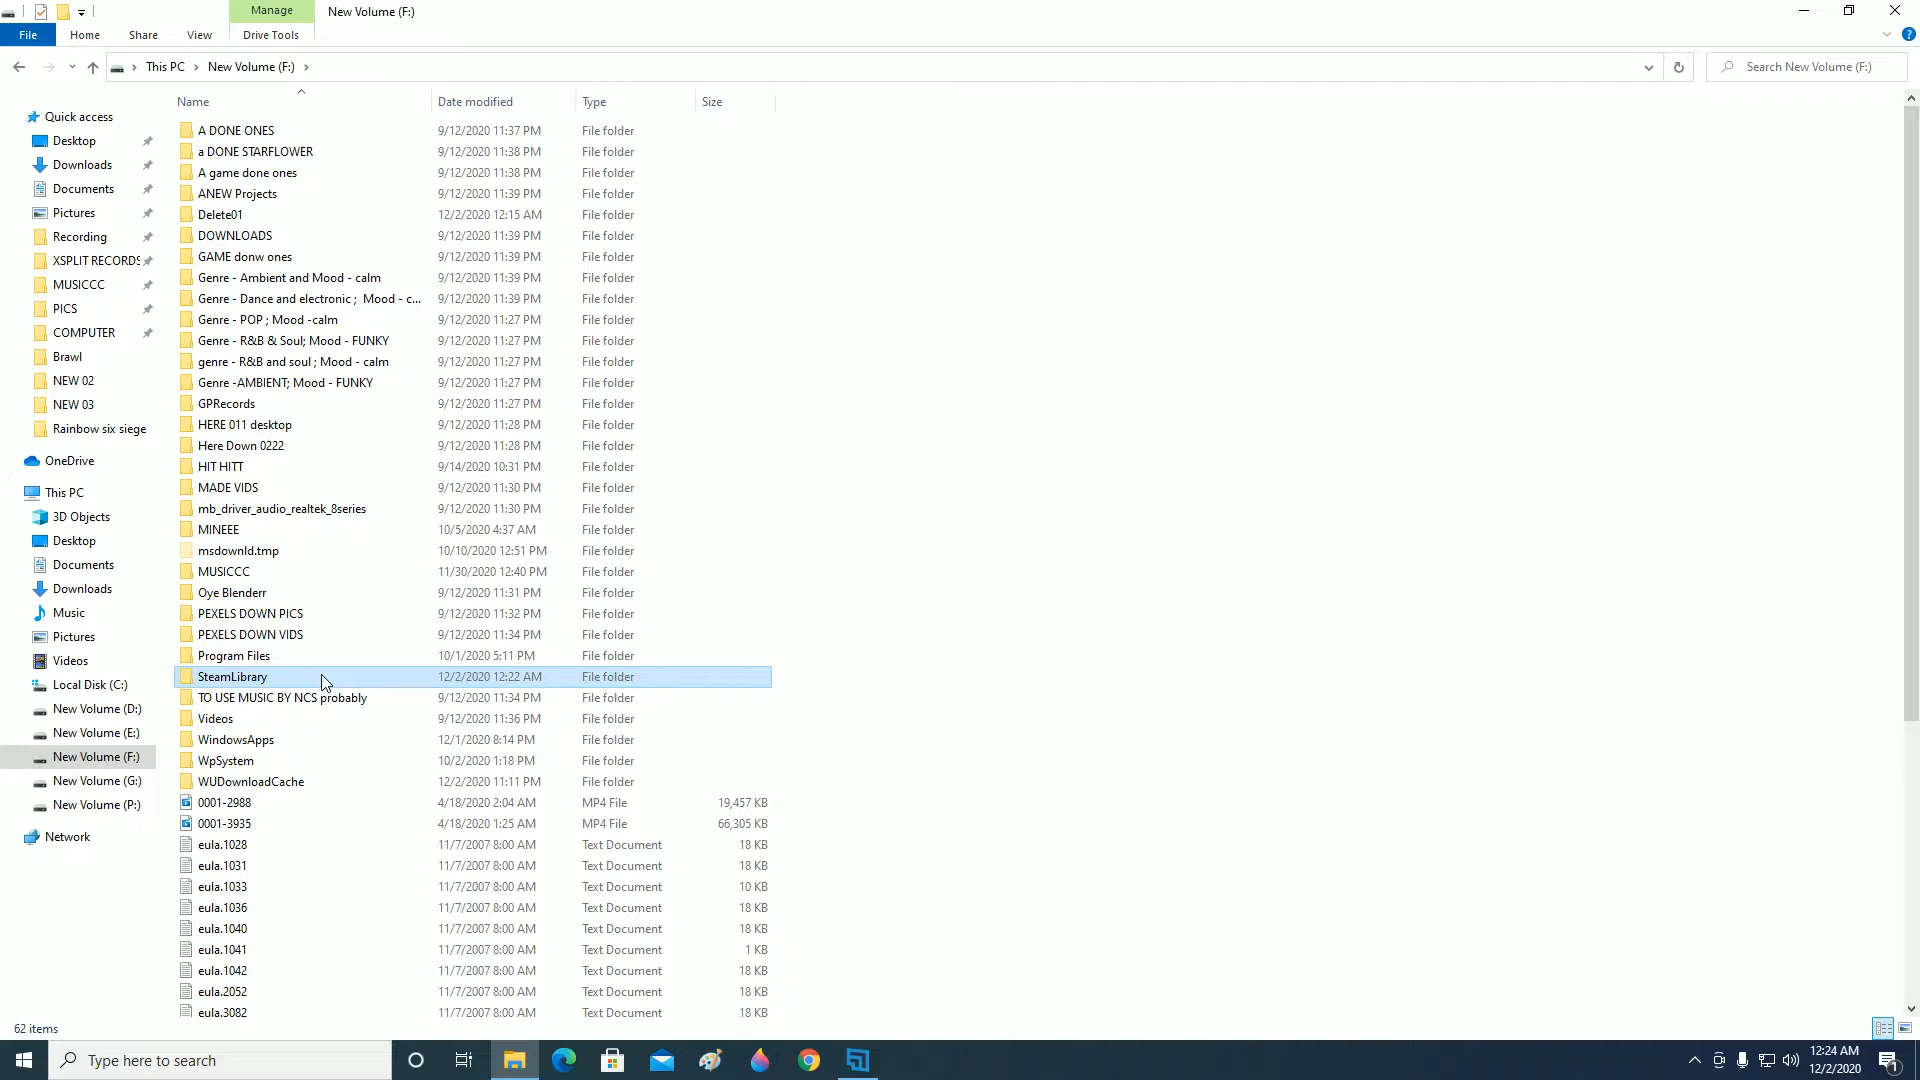 Manage
New Volume (F:)
File
Home
Share
View
Drive Tools
This PC
New Volume (F:)
Search New Volume (F:)
Name
Date modified
Type
Size
Quick access
Desktop
Downloads
Documents
Pictures
Recording
XSPLIT RECORDS
MUSICCC
PICS
COMPUTER
Brawl
NEW 02
NEW 03
Rainbow six siege
OneDrive
This PC
3D Objects
Desktop
Documents
Downloads
Music
Pictures
Videos
Local Disk (C:)
New Volume (D:)
New Volume (E:)
New Volume (F:)
New Volume (G:)
New Volume (P:)
Network
A DONE ONES 9/12/2020 11:37 PM File folder
a DONE STARFLOWER 9/12/2020 11:38 PM File folder
A game done ones 9/12/2020 11:38 PM File folder
ANEW Projects 9/12/2020 11:39 PM File folder
Delete01 12/2/2020 12:15 AM File folder
DOWNLOADS 9/12/2020 11:39 PM File folder
GAME donw ones 9/12/2020 11:39 PM File folder
Genre - Ambient and Mood - calm 9/12/2020 11:39 PM File folder
Genre - Dance and electronic ; Mood - c... 9/12/2020 11:39 PM File folder
Genre - POP ; Mood -calm 9/12/2020 11:27 PM File folder
Genre - R&B & Soul; Mood - FUNKY 9/12/2020 11:27 PM File folder
genre - R&B and soul ; Mood - calm 9/12/2020 11:27 PM File folder
Genre -AMBIENT; Mood - FUNKY 9/12/2020 11:27 PM File folder
GPRecords 9/12/2020 11:27 PM File folder
HERE 011 desktop 9/12/2020 11:28 PM File folder
Here Down 0222 9/12/2020 11:28 PM File folder
HIT HITT 9/14/2020 10:31 PM File folder
MADE VIDS 9/12/2020 11:30 PM File folder
mb_driver_audio_realtek_8series 9/12/2020 11:30 PM File folder
MINEEE 10/5/2020 4:37 AM File folder
msdownld.tmp 10/10/2020 12:51 PM File folder
MUSICCC 11/30/2020 12:40 PM File folder
Oye Blenderr 9/12/2020 11:31 PM File folder
PEXELS DOWN PICS 9/12/2020 11:32 PM File folder
PEXELS DOWN VIDS 9/12/2020 11:34 PM File folder
Program Files 10/1/2020 5:11 PM File folder
SteamLibrary 12/2/2020 12:22 AM File folder
TO USE MUSIC BY NCS probably 9/12/2020 11:34 PM File folder
Videos 9/12/2020 11:36 PM File folder
WindowsApps 12/1/2020 8:14 PM File folder
WpSystem 10/2/2020 1:18 PM File folder
WUDownloadCache 12/2/2020 11:11 PM File folder
0001-2988 4/18/2020 2:04 AM MP4 File 19,457 KB
0001-3935 4/18/2020 1:25 AM MP4 File 66,305 KB
eula.1028 11/7/2007 8:00 AM Text Document 18 KB
eula.1031 11/7/2007 8:00 AM Text Document 18 KB
eula.1033 11/7/2007 8:00 AM Text Document 10 KB
eula.1036 11/7/2007 8:00 AM Text Document 18 KB
eula.1040 11/7/2007 8:00 AM Text Document 18 KB
eula.1041 11/7/2007 8:00 AM Text Document 1 KB
eula.1042 11/7/2007 8:00 AM Text Document 18 KB
eula.2052 11/7/2007 8:00 AM Text Document 18 KB
eula.3082 11/7/2007 8:00 AM Text Document 18 KB
62 items
Type here to search
12:24 AM
12/2/2020
1